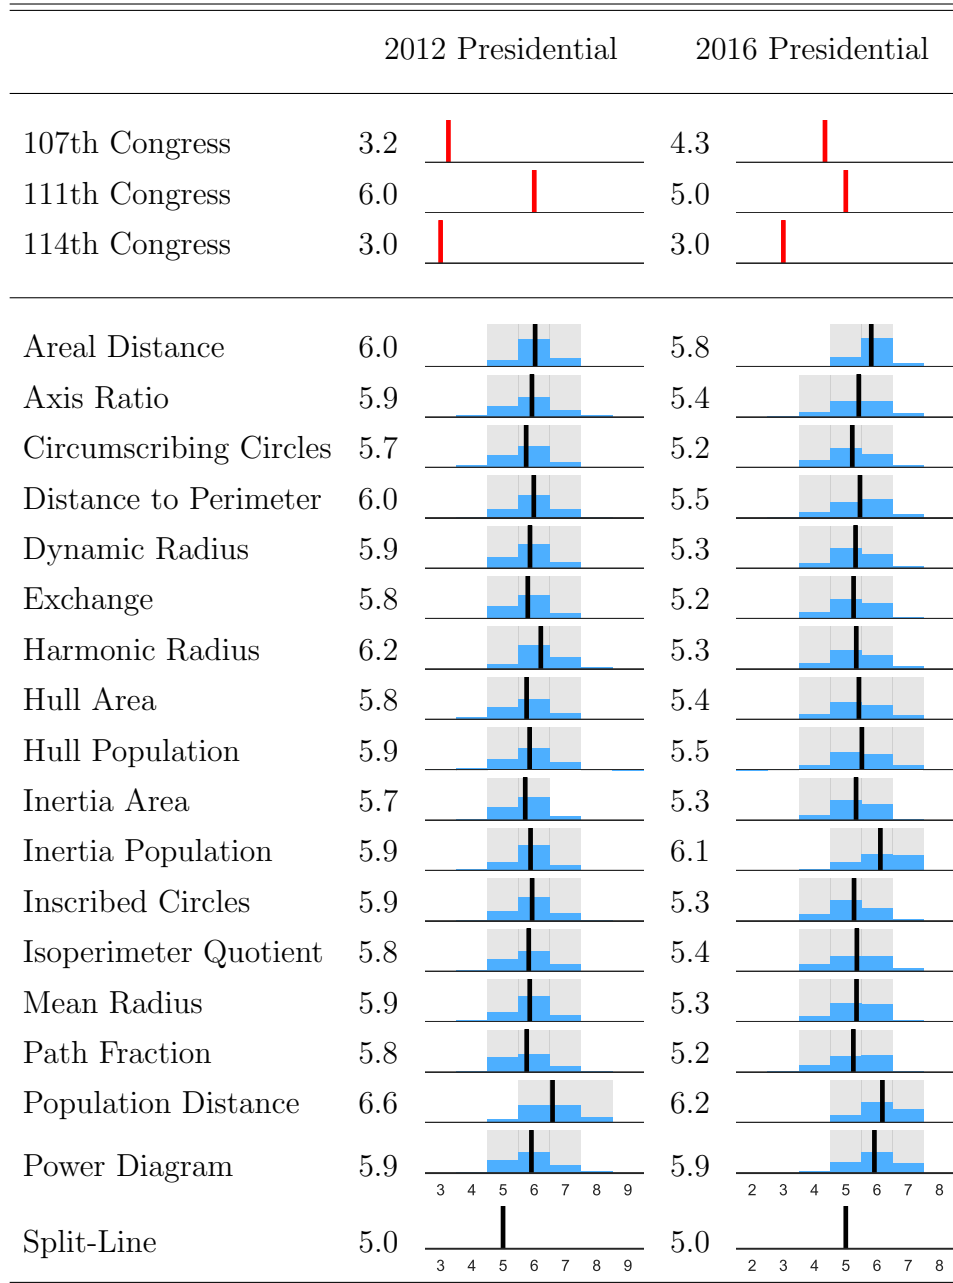 2012 Presidential 2016 Presidential
107th Congress 3.2 4.3
111th Congress 6.0 5.0
114th Congress 3.0 3.0
Areal Distance 6.0 5.8
Axis Ratio 5.9 5.4
Circumscribing Circles 5.7 5.2
Distance to Perimeter 6.0 5.5
Dynamic Radius 5.9 5.3
Exchange 5.8 5.2
Harmonic Radius 6.2 5.3
Hull Area 5.8 5.4
Hull Population 5.9 5.5
Inertia Area 5.7 5.3
Inertia Population 5.9 6.1
Inscribed Circles 5.9 5.3
Isoperimeter Quotient 5.8 5.4
Mean Radius 5.9 5.3
Path Fraction 5.8 5.2
Population Distance 6.6 6.2
Power Diagram 5.9 5.9
3 4 5 6 7 8 9 2 3 4 5 6 7 8
Split-Line 5.0 5.0
3 4 5 6 7 8 9 2 3 4 5 6 7 8